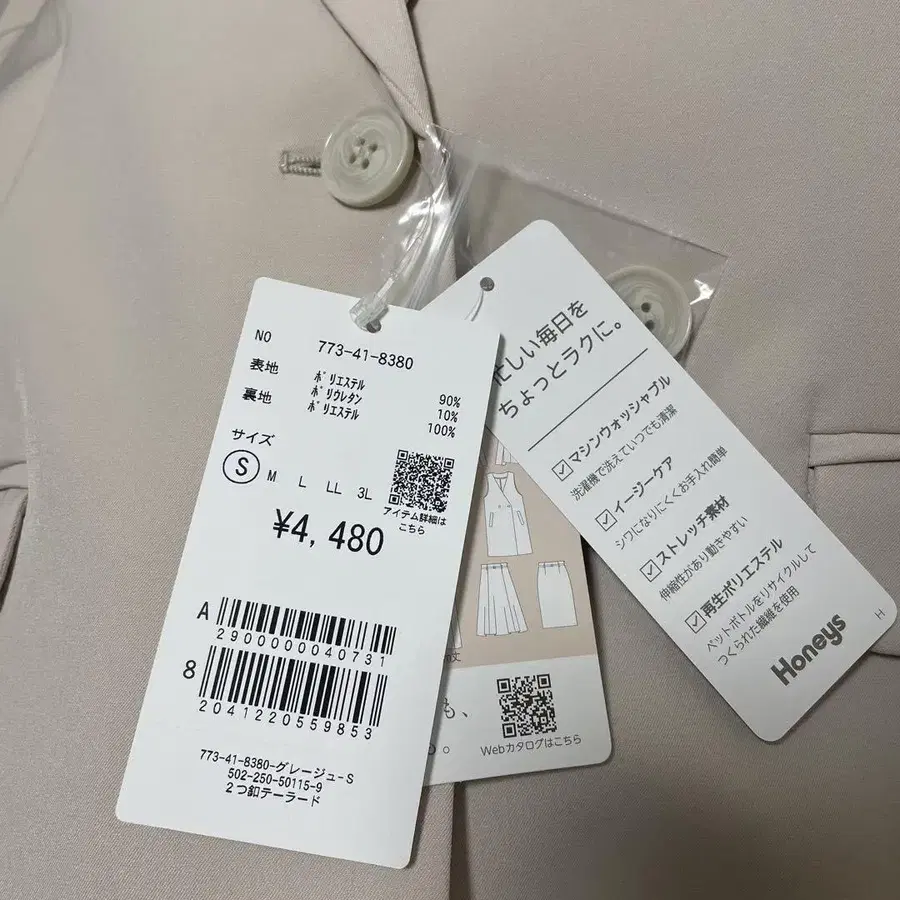 NO 773-41-8380
表地 ポリエステル 90%
ポリウレタン 10%
裏地 ポリエステル 100%
サイズ
S M L LL 3L
アイテム詳細は
こちら
¥4,480
A
2900000040731
8
2041220559853
773-41-8380-グレージュ-S
502-250-50115-9
2つ釦テーラード
忙しい毎日を
ちょっとラクに。
マシンウォッシャブル
洗濯機で洗えていつでも清潔
イージーケア
シワになりにくくお手入れ簡単
ストレッチ素材
伸縮性があり動きやすい
再生ポリエステル
ペットボトルをリサイクルして
つくられた繊維を使用
Honeys
H
丈
も、
。
Webカタログはこちら